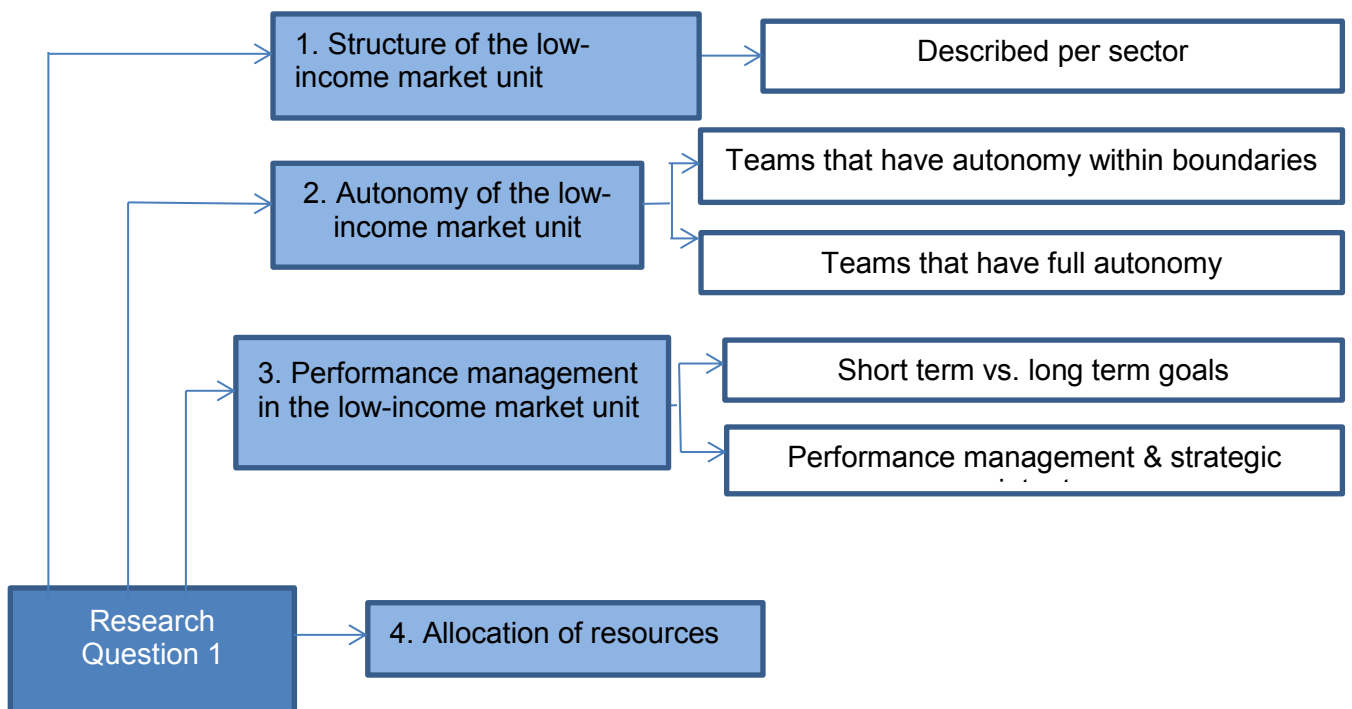 1. Structure of the low-
income market unit
Described per sector
Teams that have autonomy within boundaries
2. Autonomy of the low-
income market unit
Teams that have full autonomy
3. Performance management
in the low-income market unit
Short term vs. long term goals
Performance management & strategic
Research
Question 1
4. Allocation of resources